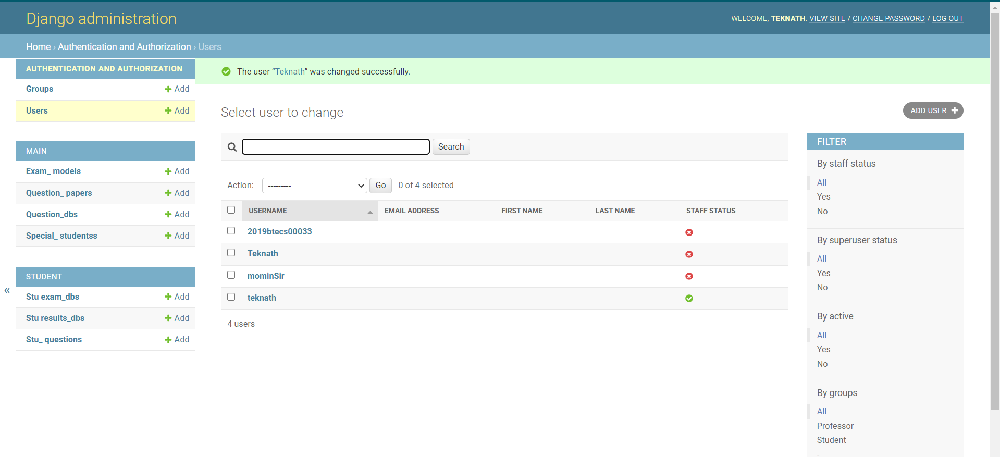 Django administration
WELCOME, TEKNATH. VIEW SITE / CHANGE PASSWORD / LOG OUT
Home › Authentication and Authorization › Users
AUTHENTICATION AND AUTHORIZATION
Groups + Add
Users + Add
MAIN
Exam_ models + Add
Question_ papers + Add
Question_dbs + Add
Special_ studentss + Add
STUDENT
Stu exam_dbs + Add
Stu results_dbs + Add
Stu_ questions + Add
«
The user “Teknath” was changed successfully.
Select user to change
ADD USER +
Search
Action: --------- Go 0 of 4 selected
USERNAME EMAIL ADDRESS FIRST NAME LAST NAME STAFF STATUS
2019btecs00033
Teknath
mominSir
teknath
4 users
FILTER
By staff status
All
Yes
No
By superuser status
All
Yes
No
By active
All
Yes
No
By groups
All
Professor
Student
-